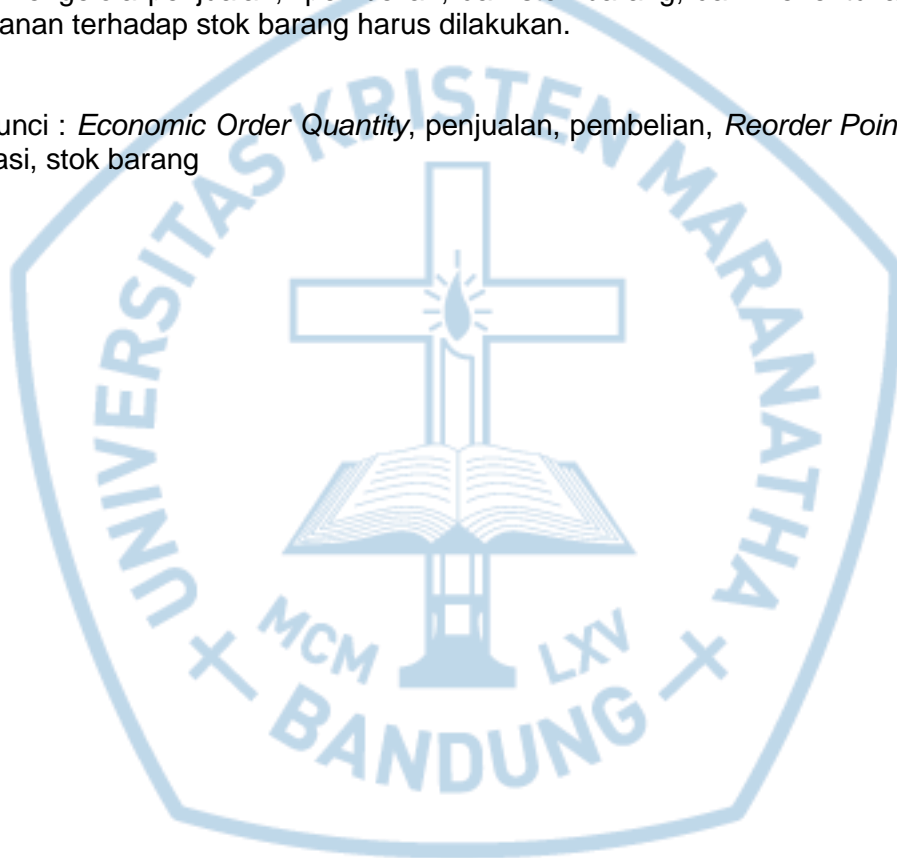 anan terhadap stok barang harus dilakukan.
unci : Economic Order Quantity, penjualan, pembelian, Reorder Poin
asi, stok barang
UNIVERSITAS KRISTEN MARANATHA
MCM LXV
BANDUNG